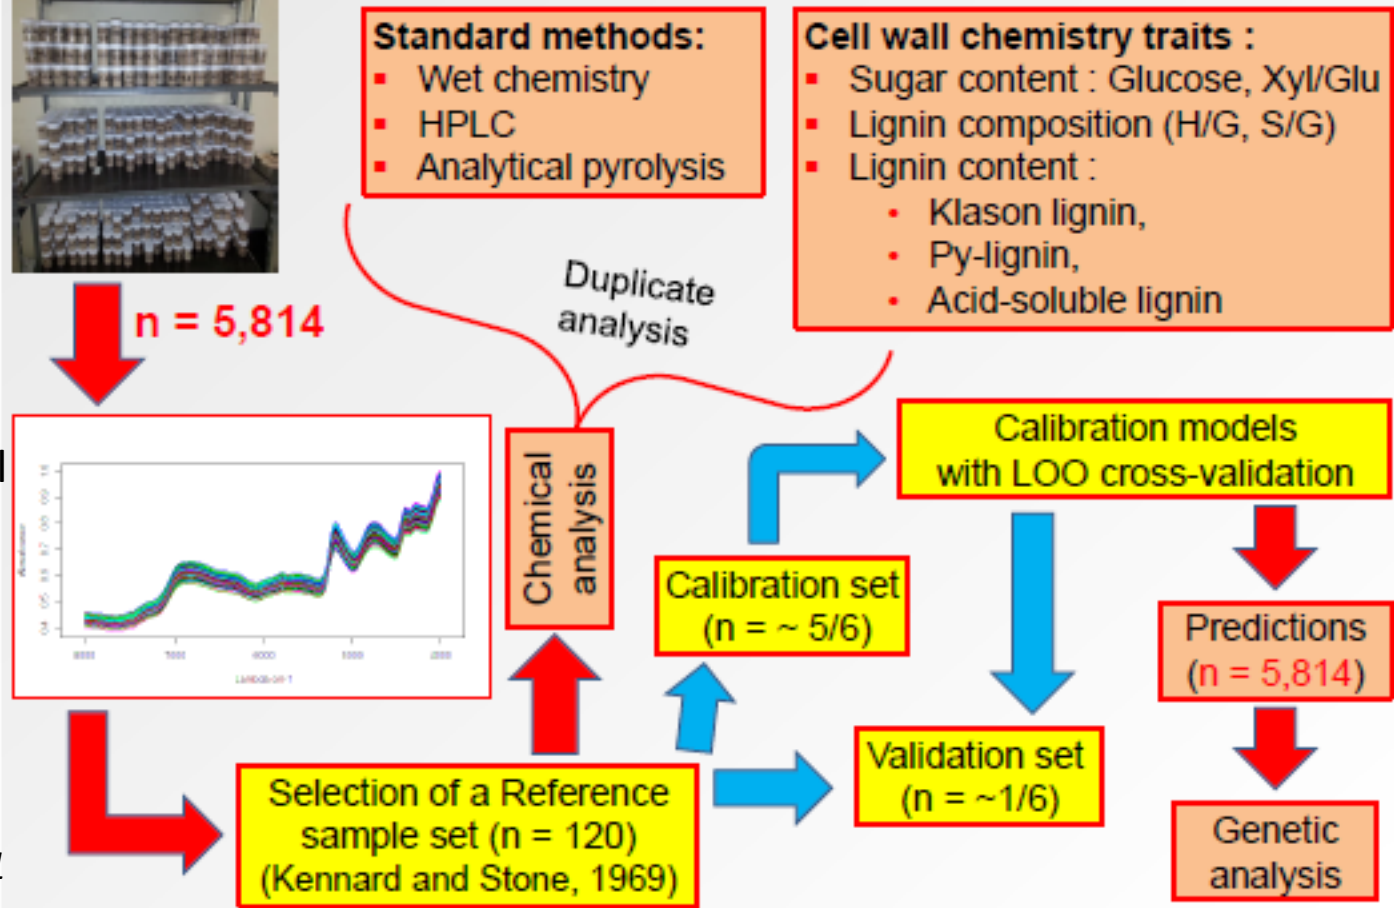 Standard methods:
Wet chemistry
HPLC
Analytical pyrolysis
Cell wall chemistry traits :
Sugar content : Glucose, Xyl/Glu
Lignin composition (H/G, S/G)
Lignin content :
Klason lignin,
Py-lignin,
Acid-soluble lignin
n = 5,814
Duplicate
analysis
Chemical
analysis
Calibration models
with LOO cross-validation
Calibration set
(n = ~ 5/6)
Predictions
(n = 5,814)
Validation set
(n = ~1/6)
Selection of a Reference
sample set (n = 120)
(Kennard and Stone, 1969)
Genetic
analysis